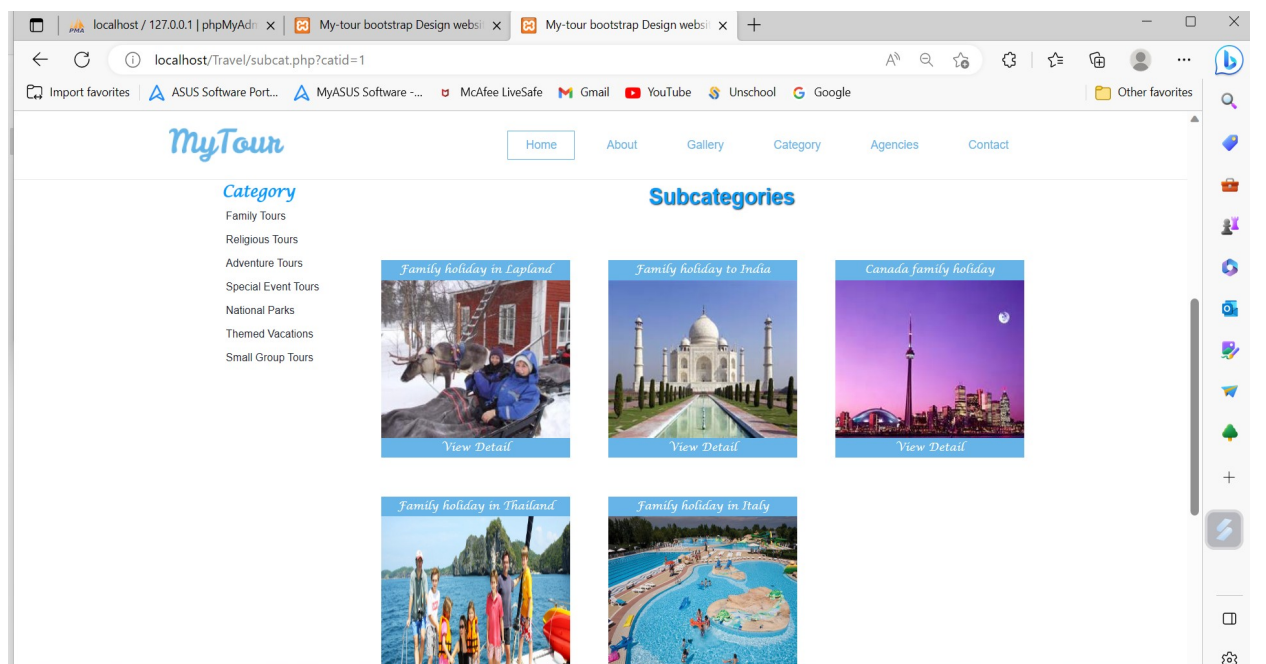 localhost / 127.0.0.1 | phpMyAdm
My-tour bootstrap Design websit
My-tour bootstrap Design websit
localhost/Travel/subcat.php?catid=1
Import favorites
ASUS Software Port...
MyASUS Software -...
McAfee LiveSafe
Gmail
YouTube
Unschool
Google
Other favorites
MyTour
Home
About
Gallery
Category
Agencies
Contact
Category
Family Tours
Religious Tours
Adventure Tours
Special Event Tours
National Parks
Themed Vacations
Small Group Tours
Subcategories
Family holiday in Lapland
Family holiday to India
Canada family holiday
View Detail
View Detail
View Detail
Family holiday in Thailand
Family holiday in Italy